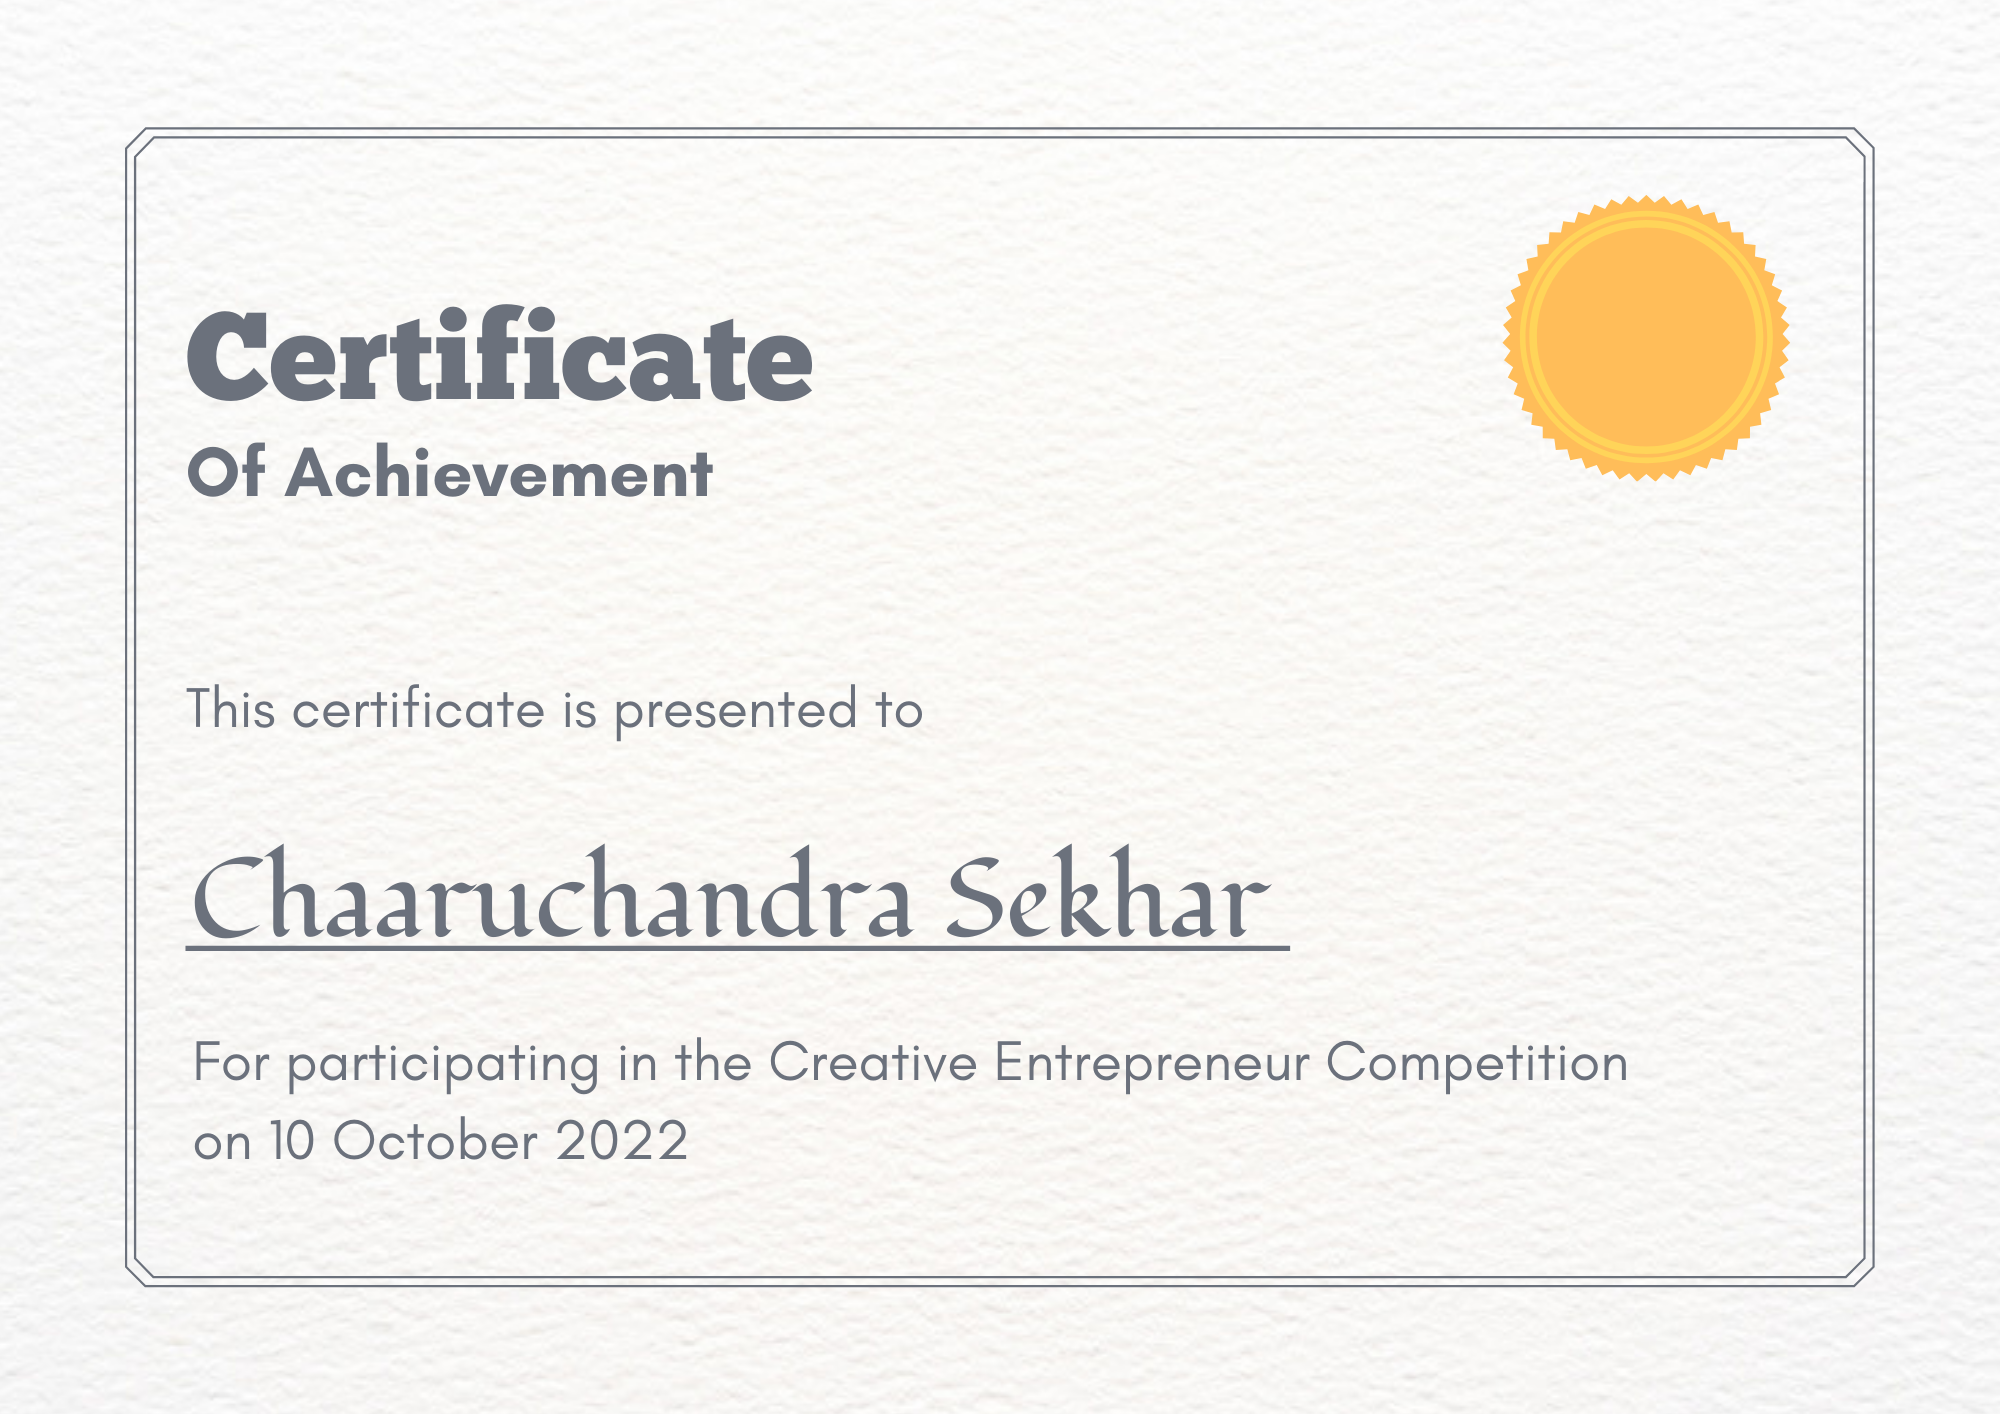 Certificate
Of Achievement
This certificate is presented to
Chaaruchandra Sekhar
For participating in the Creative Entrepreneur Competition
on 10 October 2022